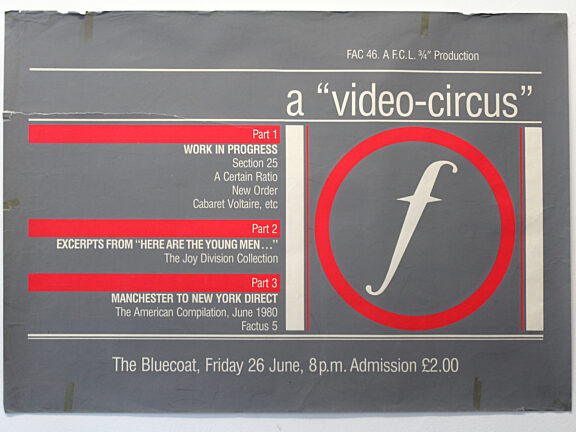 FAC 46. A F.C.L. ¾″ Production
a “video-circus”
Part 1
WORK IN PROGRESS
Section 25
A Certain Ratio
New Order
Cabaret Voltaire, etc
Part 2
EXCERPTS FROM “HERE ARE THE YOUNG MEN...”
The Joy Division Collection
Part 3
MANCHESTER TO NEW YORK DIRECT
The American Compilation, June 1980
Factus 5
f
The Bluecoat, Friday 26 June, 8 p.m. Admission £2.00